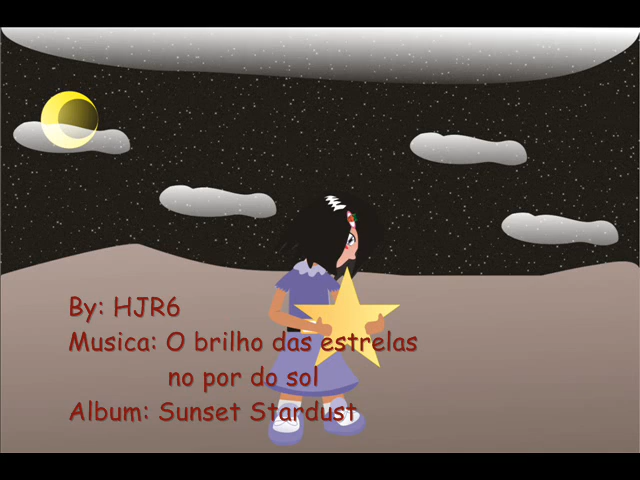 By: HJR6
Musica: O brilho das estrelas
no por do sol
Album: Sunset Stardust